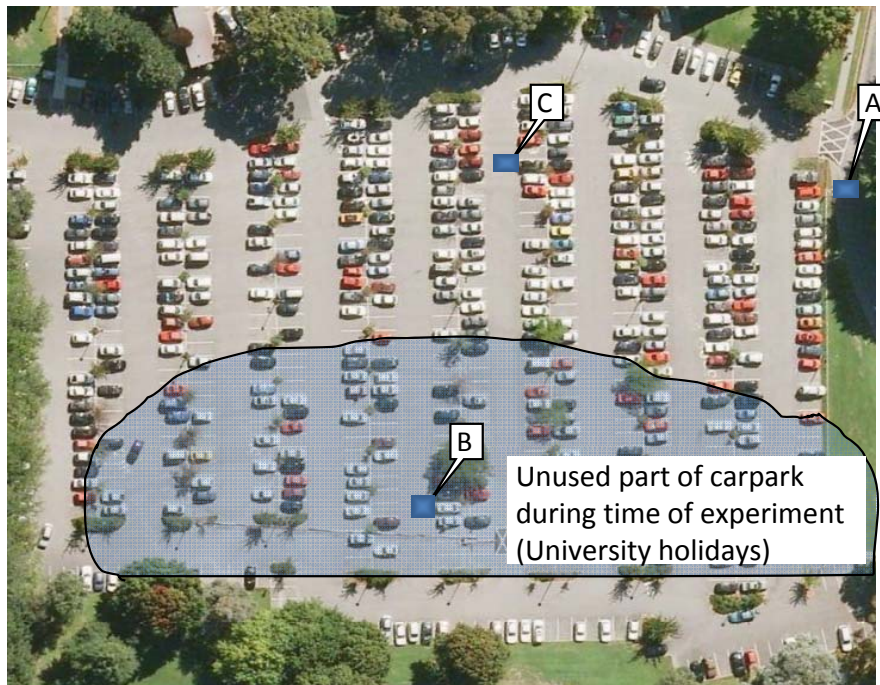 C
A
B
Unused part of carpark
during time of experiment
(University holidays)